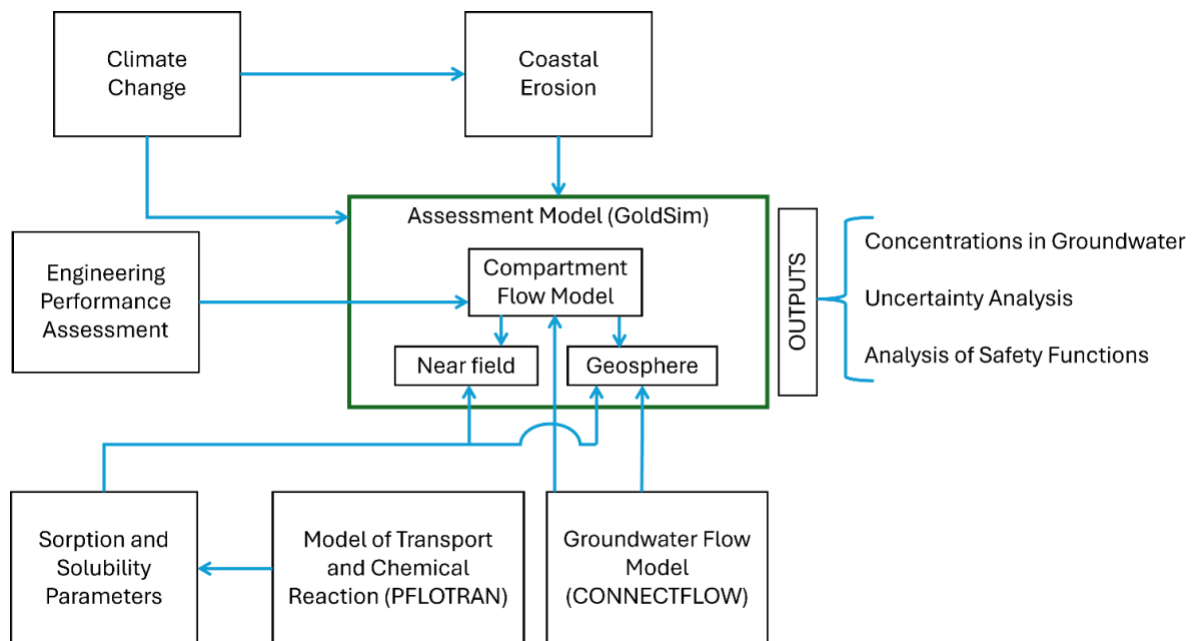 Climate
Change
Coastal
Erosion
Assessment Model (GoldSim)
Compartment
Flow Model
Near field
Geosphere
Engineering
Performance
Assessment
OUTPUTS
Concentrations in Groundwater
Uncertainty Analysis
Analysis of Safety Functions
Sorption and
Solubility
Parameters
Model of Transport
and Chemical
Reaction (PFLOTRAN)
Groundwater Flow
Model
(CONNECTFLOW)